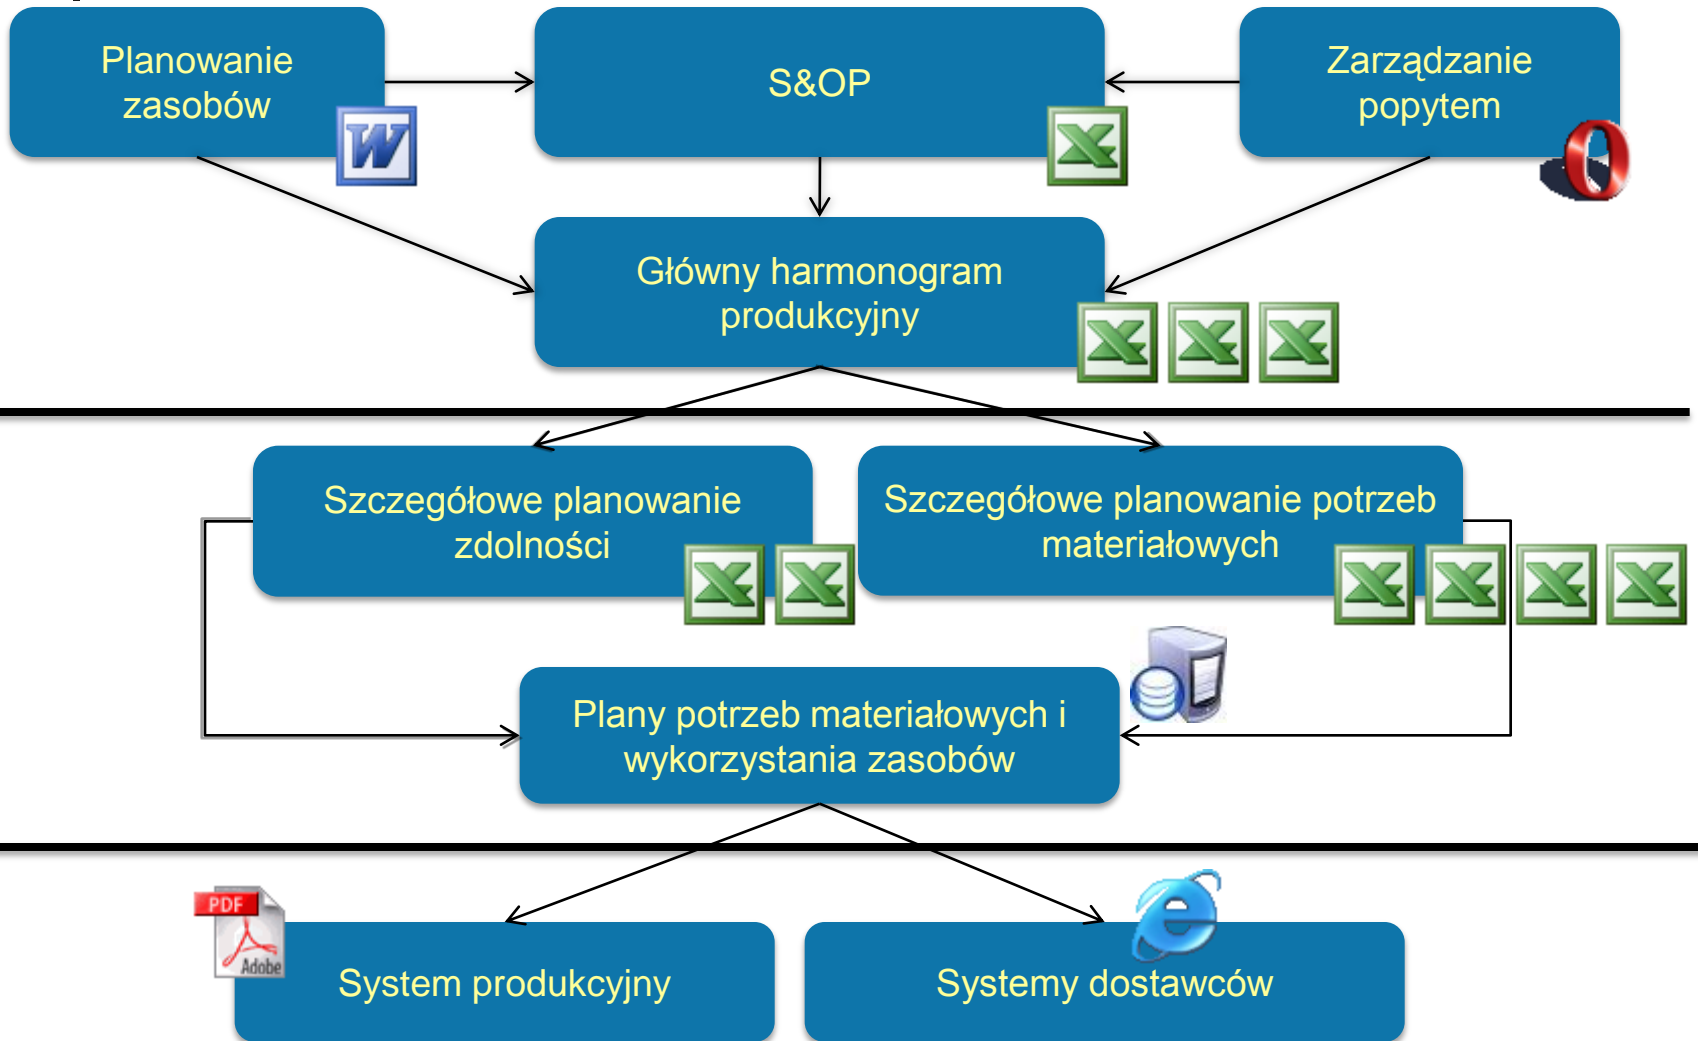 Planowanie
zasobów
S&OP
Zarządzanie
popytem
Główny harmonogram
produkcyjny
Szczegółowe planowanie
zdolności
Szczegółowe planowanie potrzeb
materiałowych
Plany potrzeb materiałowych i
wykorzystania zasobów
PDF
Adobe
System produkcyjny
Systemy dostawców